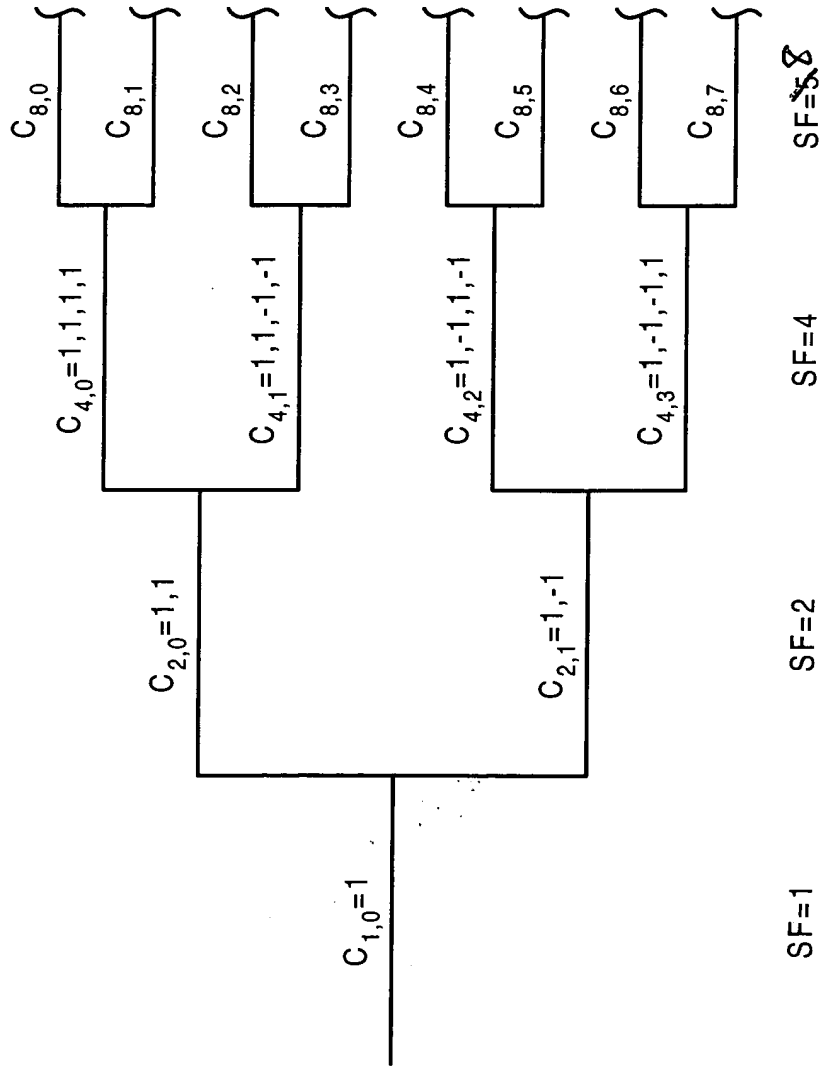 C8,0
C8,1
C8,2
C8,3
C8,4
C8,5
C8,6
C8,7
C4,0=1,1,1,1
C4,1=1,1,-1,-1
C4,2=1,-1,1,-1
C4,3=1,-1,-1,1
C2,0=1,1
C2,1=1,-1
C1,0=1
SF=1
SF=2
SF=4
SF=5 8